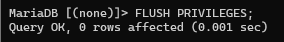 MariaDB [(none)]> FLUSH PRIVILEGES;
Query OK, 0 rows affected (0.001 sec)